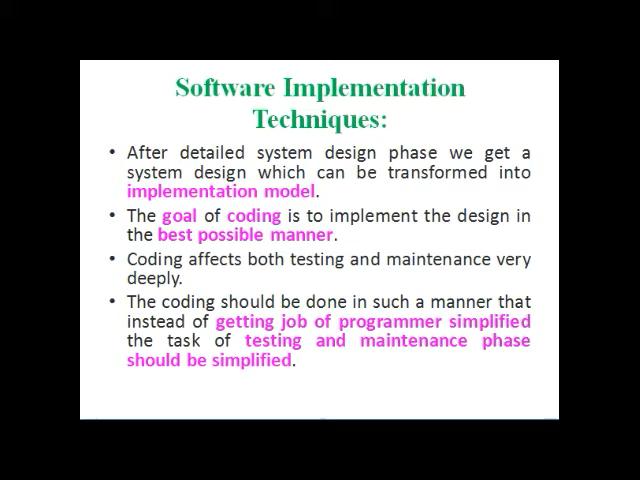 Software Implementation
Techniques:
• After detailed system design phase we get a
system design which can be transformed into
implementation model.
• The goal of coding is to implement the design in
the best possible manner.
• Coding affects both testing and maintenance very
deeply.
• The coding should be done in such a manner that
instead of getting job of programmer simplified
the task of testing and maintenance phase
should be simplified.